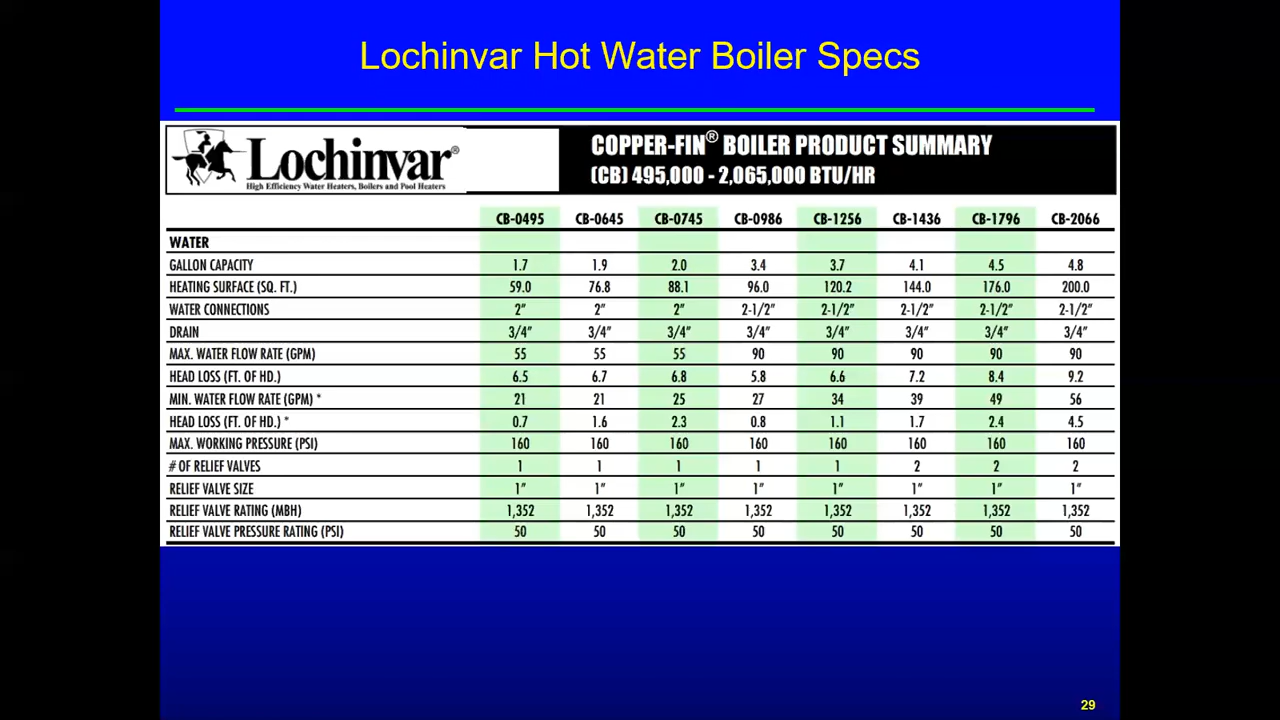 Lochinvar Hot Water Boiler Specs
Lochinvar®
High Efficiency Water Heaters, Boilers and Pool Heaters
COPPER-FIN® BOILER PRODUCT SUMMARY
(CB) 495,000 - 2,065,000 BTU/HR
CB-0495 CB-0645 CB-0745 CB-0986 CB-1256 CB-1436 CB-1796 CB-2066
WATER
GALLON CAPACITY 1.7 1.9 2.0 3.4 3.7 4.1 4.5 4.8
HEATING SURFACE (SQ. FT.) 59.0 76.8 88.1 96.0 120.2 144.0 176.0 200.0
WATER CONNECTIONS 2" 2" 2" 2-1/2" 2-1/2" 2-1/2" 2-1/2" 2-1/2"
DRAIN 3/4" 3/4" 3/4" 3/4" 3/4" 3/4" 3/4" 3/4"
MAX. WATER FLOW RATE (GPM) 55 55 55 90 90 90 90 90
HEAD LOSS (FT. OF HD.) 6.5 6.7 6.8 5.8 6.6 7.2 8.4 9.2
MIN. WATER FLOW RATE (GPM) * 21 21 25 27 34 39 49 56
HEAD LOSS (FT. OF HD.) * 0.7 1.6 2.3 0.8 1.1 1.7 2.4 4.5
MAX. WORKING PRESSURE (PSI) 160 160 160 160 160 160 160 160
# OF RELIEF VALVES 1 1 1 1 1 2 2 2
RELIEF VALVE SIZE 1" 1" 1" 1" 1" 1" 1" 1"
RELIEF VALVE RATING (MBH) 1,352 1,352 1,352 1,352 1,352 1,352 1,352 1,352
RELIEF VALVE PRESSURE RATING (PSI) 50 50 50 50 50 50 50 50
29